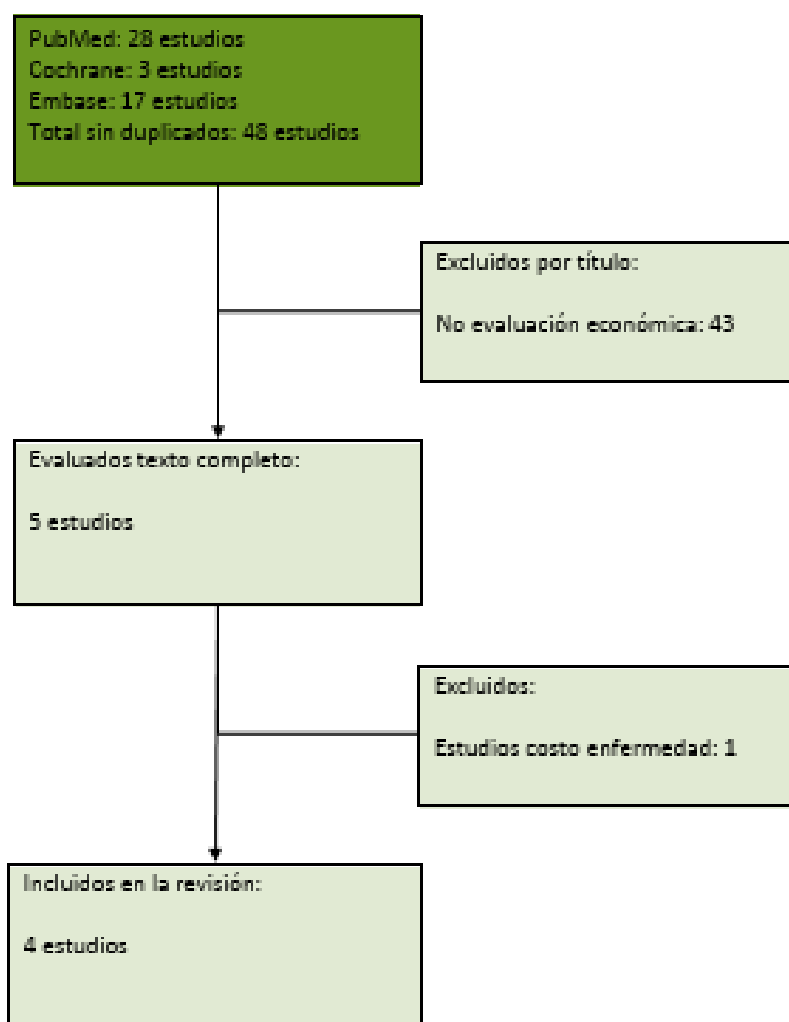 PubMed: 28 estudios
Cochrane: 3 estudios
Embase: 17 estudios
Total sin duplicados: 48 estudios
Excluidos por título:
No evaluación económica: 43
Evaluados texto completo:
5 estudios
Excluidos:
Estudios costo enfermedad: 1
Incluidos en la revisión:
4 estudios